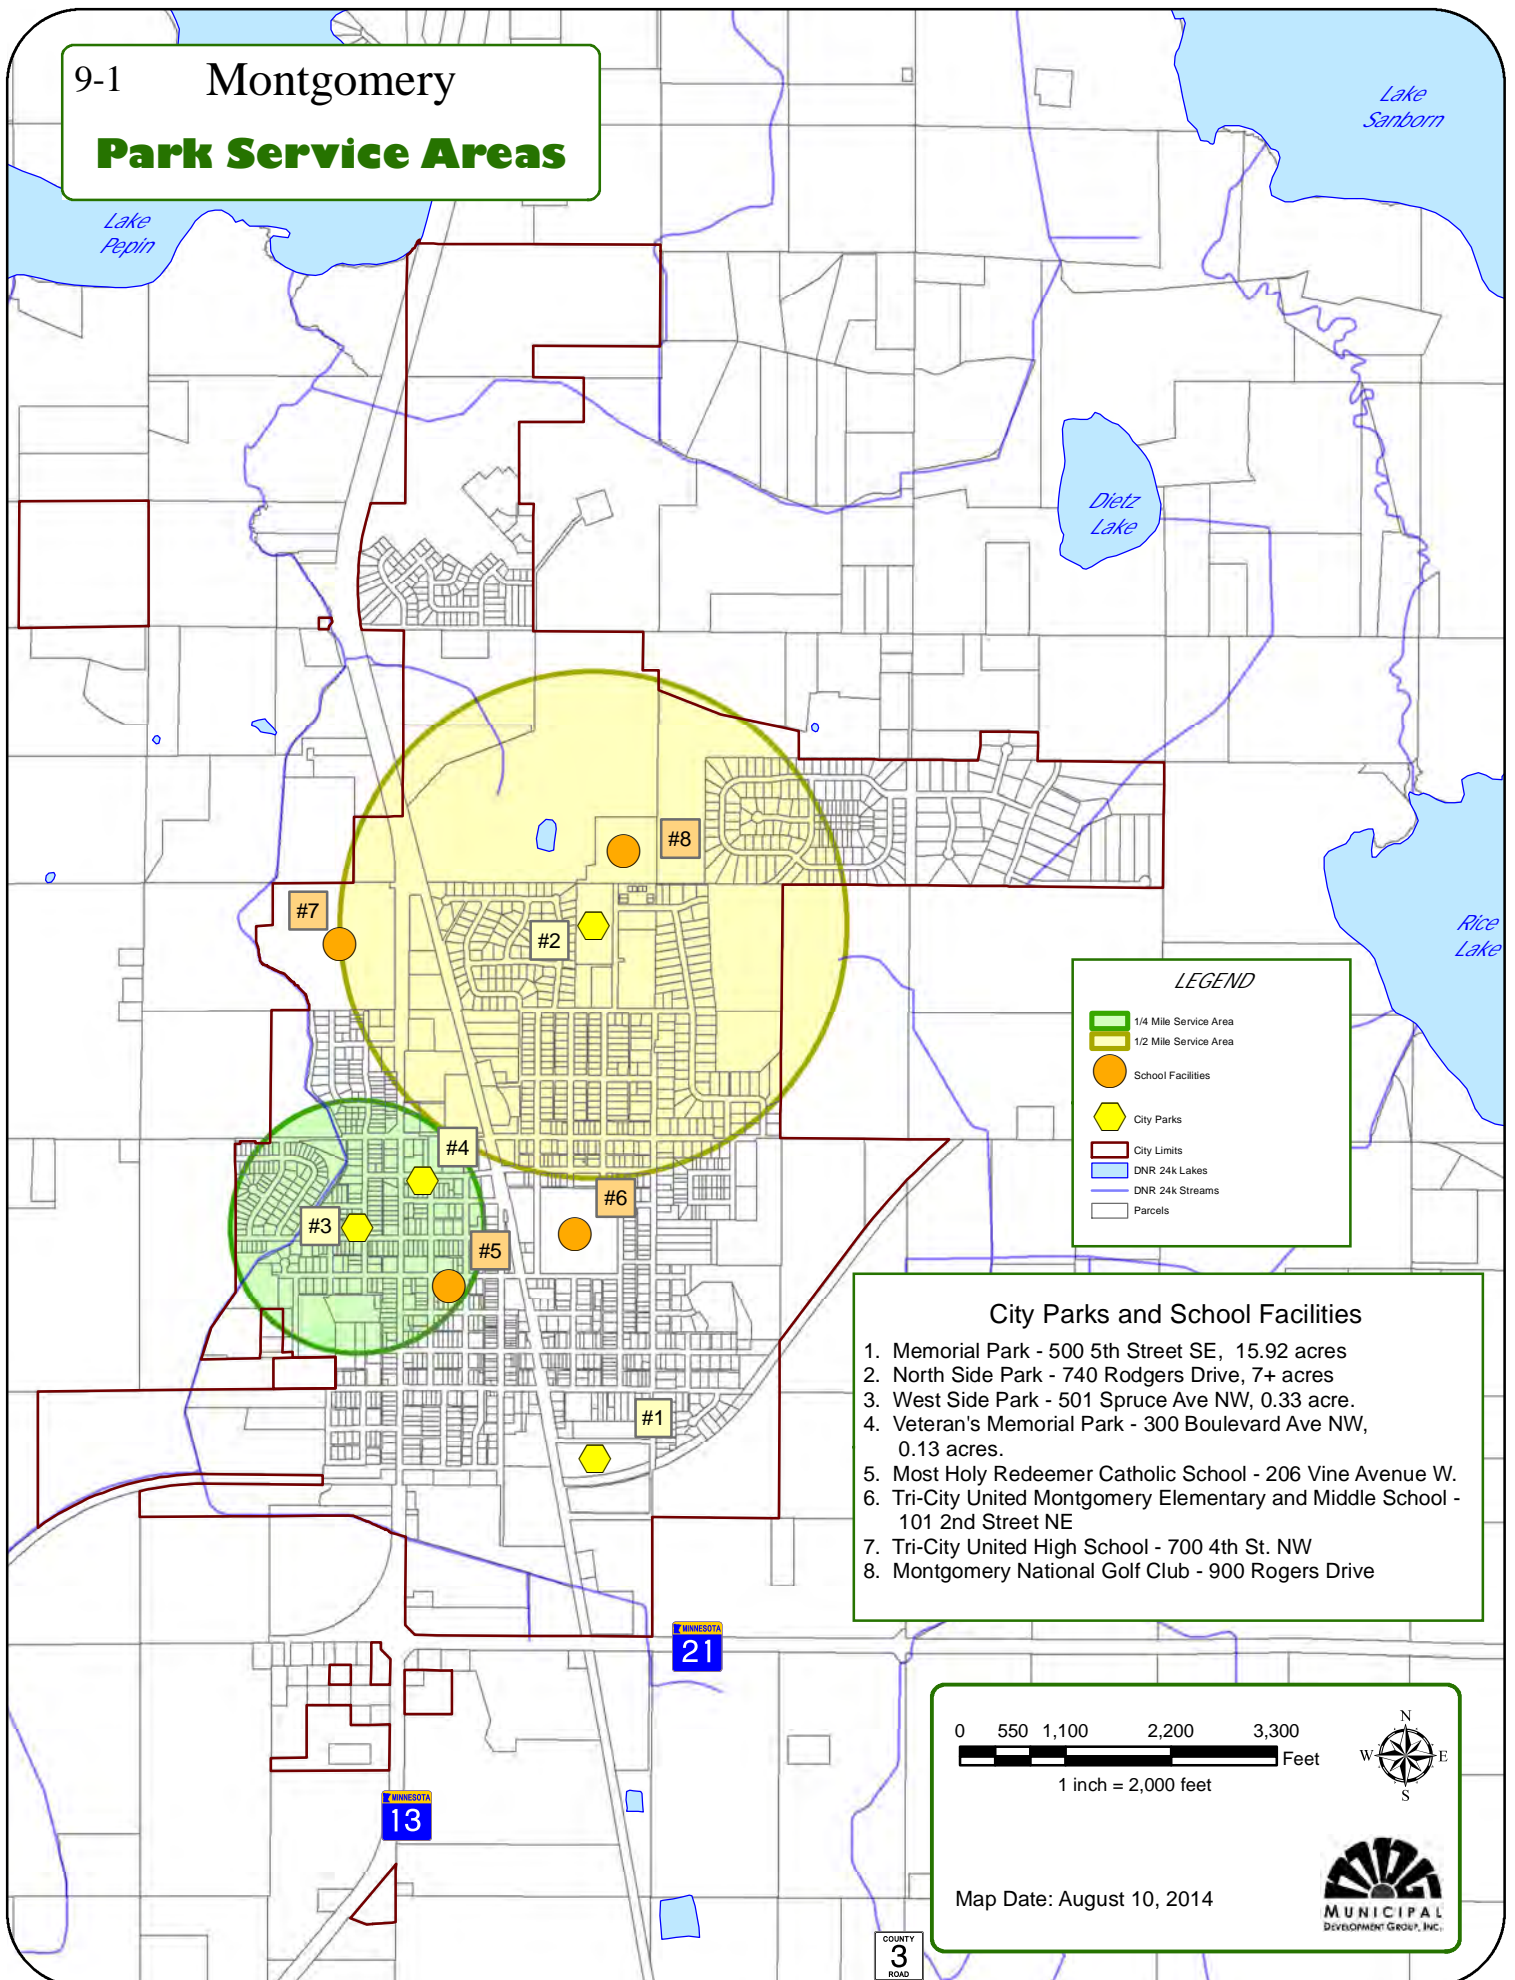 9-1 Montgomery
Park Service Areas
Lake
Sanborn
Lake
Pepin
Dietz
Lake
#8
#7
#2
Rice
Lake
LEGEND
1/4 Mile Service Area
1/2 Mile Service Area
School Facilities
City Parks
City Limits
DNR 24k Lakes
DNR 24k Streams
Parcels
#4
#6
#3
#5
#1
City Parks and School Facilities
1. Memorial Park - 500 5th Street SE, 15.92 acres
2. North Side Park - 740 Rodgers Drive, 7+ acres
3. West Side Park - 501 Spruce Ave NW, 0.33 acre.
4. Veteran's Memorial Park - 300 Boulevard Ave NW,
0.13 acres.
5. Most Holy Redeemer Catholic School - 206 Vine Avenue W.
6. Tri-City United Montgomery Elementary and Middle School -
101 2nd Street NE
7. Tri-City United High School - 700 4th St. NW
8. Montgomery National Golf Club - 900 Rogers Drive
MINNESOTA
21
MINNESOTA
13
0 550 1,100 2,200 3,300
Feet
1 inch = 2,000 feet
N
W E
S
Map Date: August 10, 2014
MUNICIPAL
DEVELOPMENT GROUP, INC.
COUNTY
3
ROAD